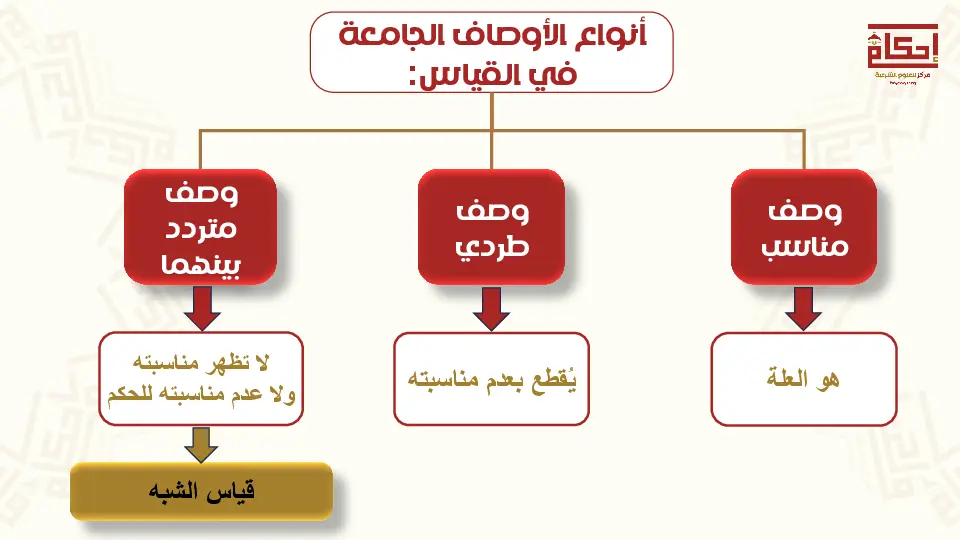 أنواع الأوصاف الجامعة
في القياس:
إحكام
مركز للعلوم الشرعية
وصف
مناسب
هو العلة
وصف
طردي
يُقطع بعدم مناسبته
وصف
متردد
بينهما
لا تظهر مناسبته
ولا عدم مناسبته للحكم
قياس الشبه